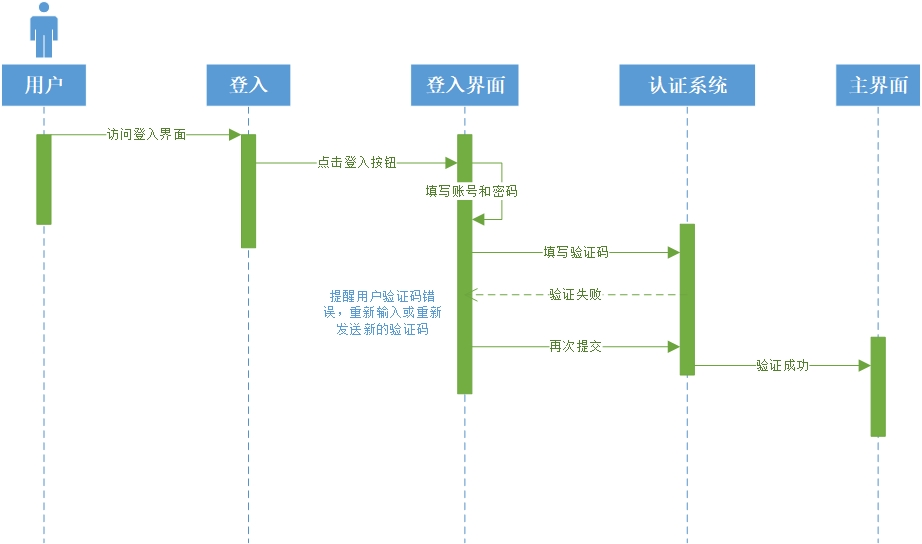 用户
登入
登入界面
认证系统
主界面
访问登入界面
点击登入按钮
填写账号和密码
填写验证码
验证失败
提醒用户验证码错
误，重新输入或重新
发送新的验证码
再次提交
验证成功